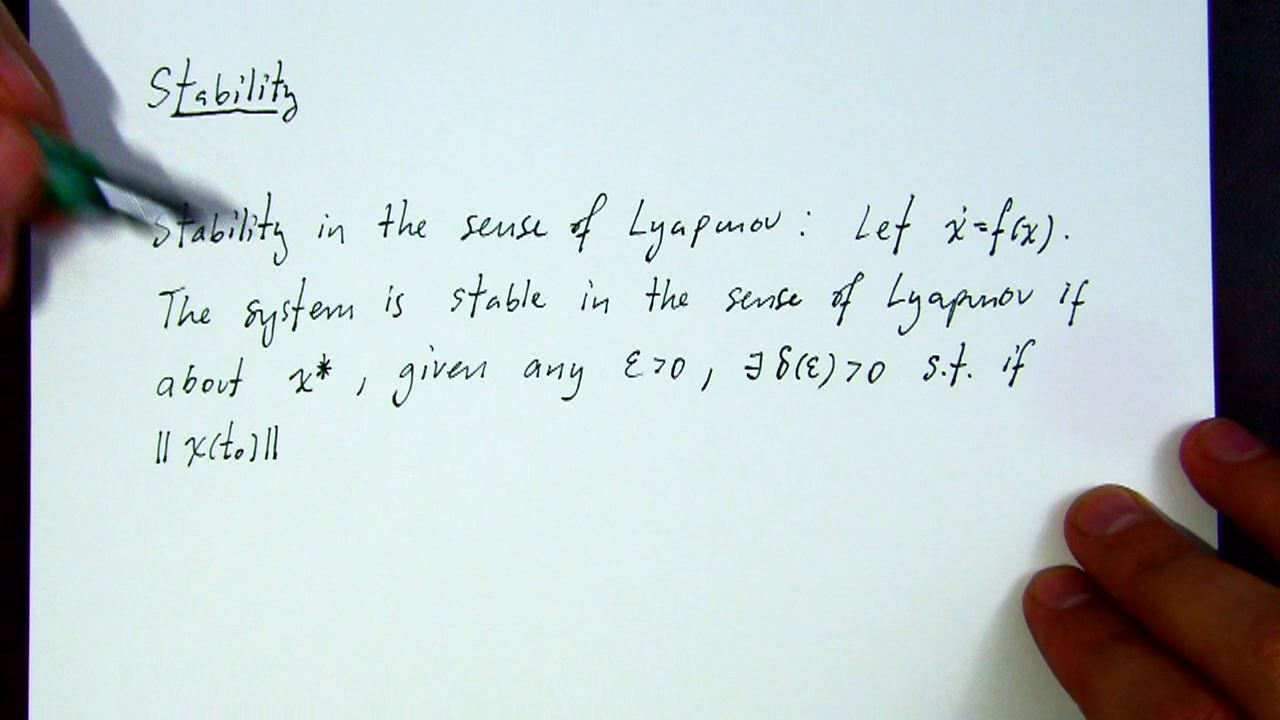 Stability
Stability in the sense of Lyapunov : Let ẋ=f(x).
The system is stable in the sense of Lyapunov if
about x*, given any ε>0, ∃ δ(ε)>0 s.t. if
|| x(t₀) ||